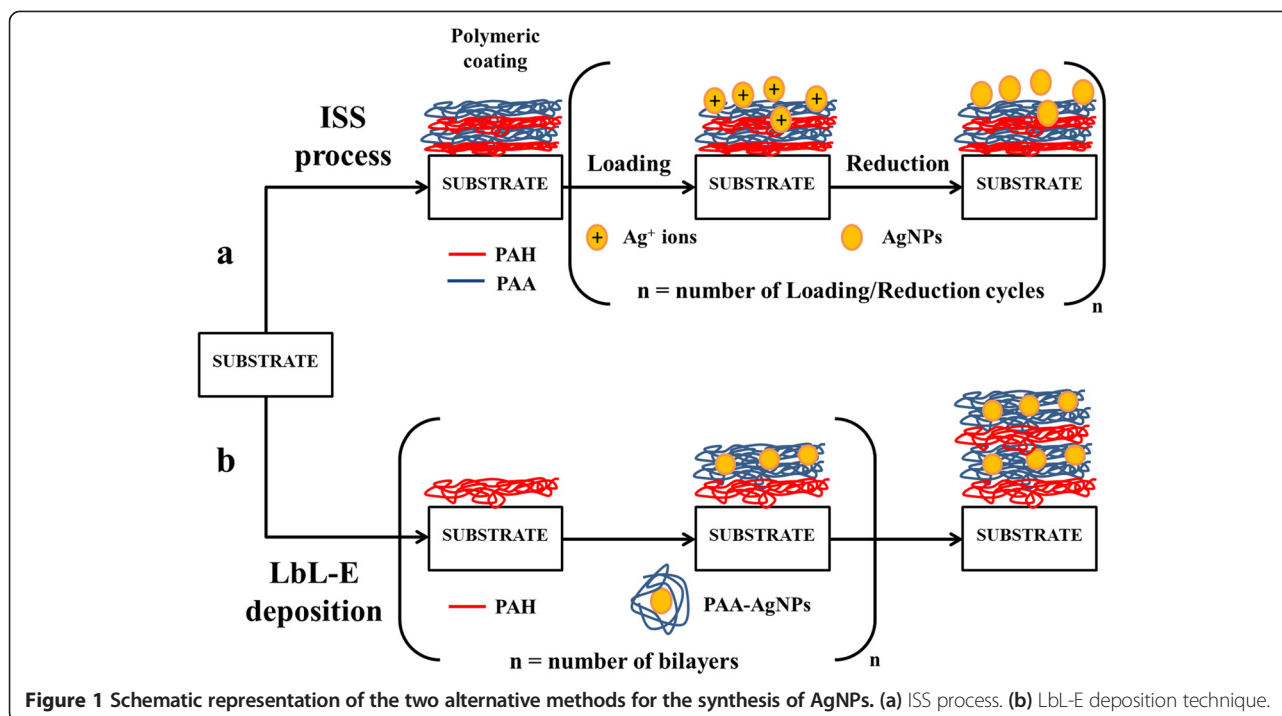 Polymeric
coating
ISS
process
SUBSTRATE
Loading
SUBSTRATE
Reduction
SUBSTRATE
+ + + + +
a
PAH
PAA
+ Ag⁺ ions
AgNPs
n = number of Loading/Reduction cycles
n
SUBSTRATE
b
LbL-E
deposition
SUBSTRATE
SUBSTRATE
SUBSTRATE
PAH
PAA-AgNPs
n = number of bilayers
n
Figure 1 Schematic representation of the two alternative methods for the synthesis of AgNPs. (a) ISS process. (b) LbL-E deposition technique.